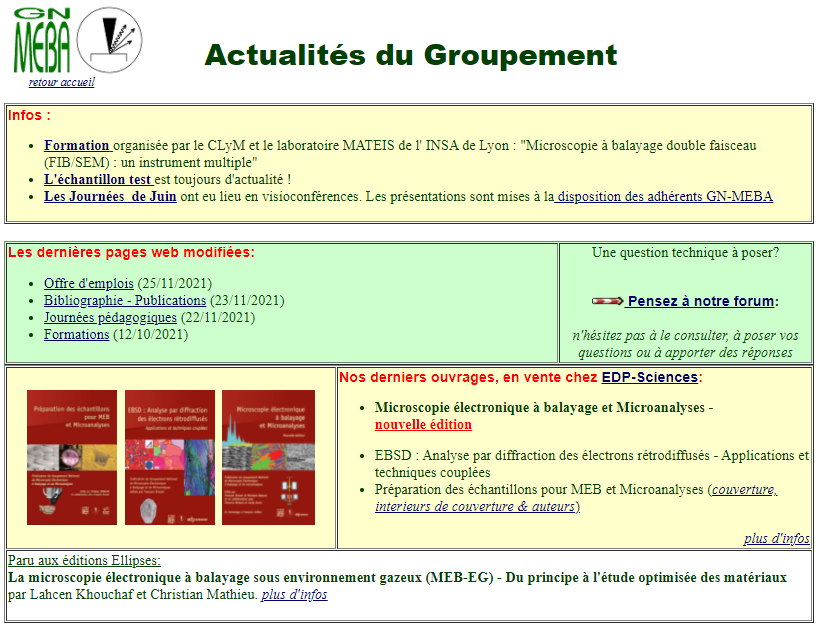 GN
MEBA
retour accueil
Actualités du Groupement
Infos :
Formation organisée par le CLyM et le laboratoire MATEIS de l' INSA de Lyon : "Microscopie à balayage double faisceau
(FIB/SEM) : un instrument multiple"
L'échantillon test est toujours d'actualité !
Les Journées de Juin ont eu lieu en visioconférences. Les présentations sont mises à la disposition des adhérents GN-MEBA
Les dernières pages web modifiées:
Offre d'emplois (25/11/2021)
Bibliographie - Publications (23/11/2021)
Journées pédagogiques (22/11/2021)
Formations (12/10/2021)
Une question technique à poser?
Pensez à notre forum:
n'hésitez pas à le consulter, à poser vos
questions ou à apporter des réponses
Préparation des échantillons
pour MEB
et Microanalyses
EBSD : Analyse par diffraction
des électrons rétrodiffusés
Applications et techniques couplées
Microscopie électronique
à balayage
et Microanalyses
Nos derniers ouvrages, en vente chez EDP-Sciences:
Microscopie électronique à balayage et Microanalyses -
nouvelle édition
EBSD : Analyse par diffraction des électrons rétrodiffusés - Applications et
techniques couplées
Préparation des échantillons pour MEB et Microanalyses (couverture,
interieurs de couverture & auteurs)
plus d'infos
Paru aux éditions Ellipses:
La microscopie électronique à balayage sous environnement gazeux (MEB-EG) - Du principe à l'étude optimisée des matériaux
par Lahcen Khouchaf et Christian Mathieu. plus d'infos